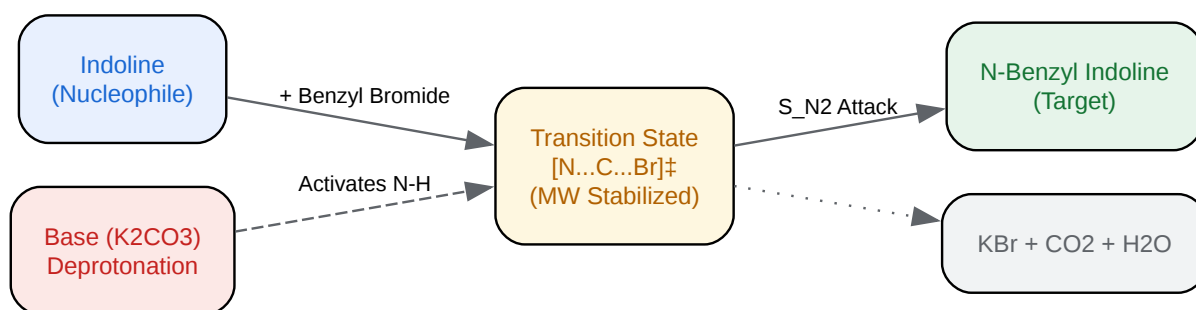 Indoline
(Nucleophile)
+ Benzyl Bromide
Base (K2CO3)
Deprotonation
Activates N-H
Transition State
[N...C...Br]‡
(MW Stabilized)
S_N2 Attack
N-Benzyl Indoline
(Target)
KBr + CO2 + H2O